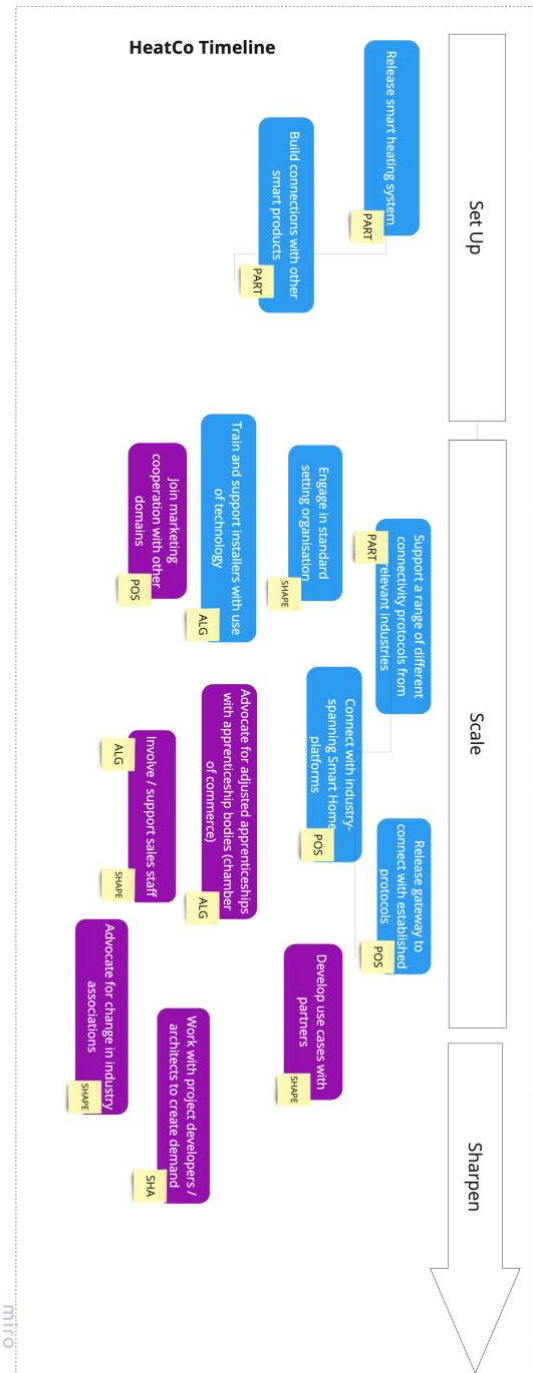 HeatCo Timeline
Set Up
Scale
Sharpen
Release smart heating system
PART
Build connections with other
smart products
PART
Support a range of different
connectivity protocols from
relevant industries
PART
Engage in standard
setting organisation
SHAPE
Train and support installers with use
of technology
ALG
Join marketing
cooperation with other
domains
POS
Connect with industry-
spanning Smart Home
platforms
POS
Release gateway to
connect with established
protocols
POS
Advocate for adjusted apprenticeships
with apprenticeship bodies (chamber
of commerce)
ALG
Involve / support sales staff
ALG
SHAPE
Develop use cases with
partners
SHAPE
Work with project developers /
architects to create demand
SHA
Advocate for change in industry
associations
SHAPE
miro